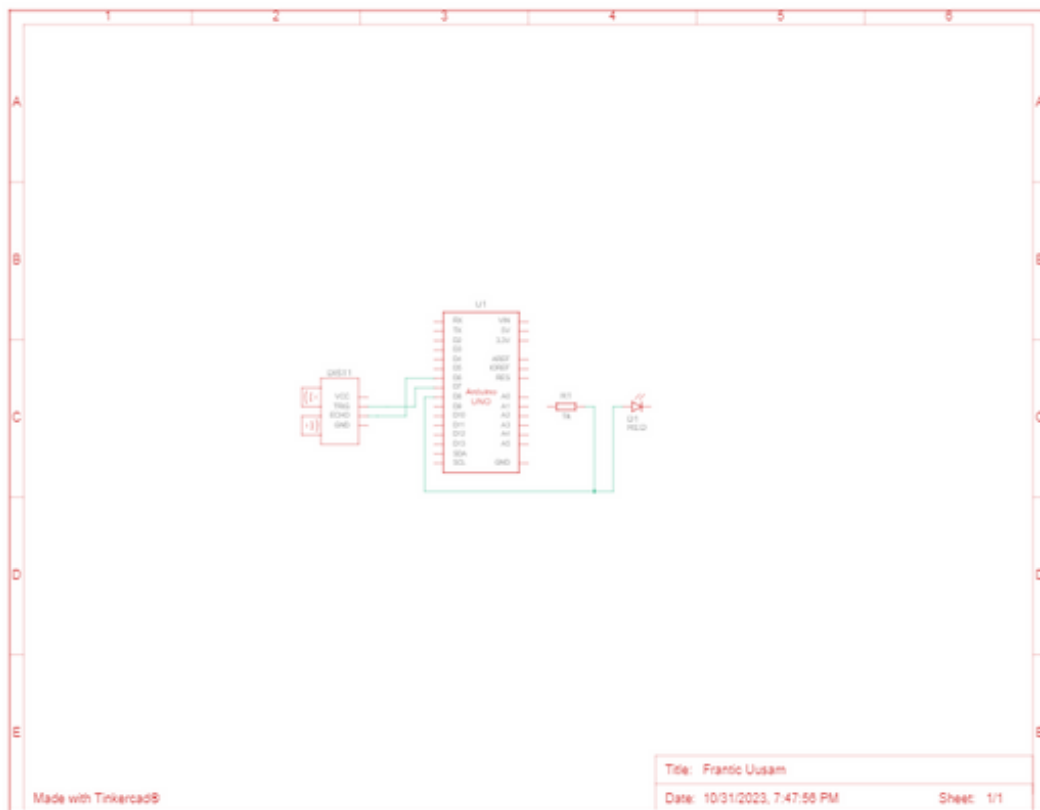 1 2 3 4 5 6
A A
B B
C C
D D
E E
U1
RX VIN
TX 5V
D2 3.3V
D3
D4 AREF
D5 IOREF
D6 RES
D7
D8 A0
D9 A1
D10 A2
D11 A3
D12 A4
D13 A5
SDA
SCL GND
Arduino
UNO
VCC
TRIG
ECHO
GND
R1
1k
D1
Title: Frantic Uusam
Made with Tinkercad®
Date: 10/31/2023, 7:47:56 PM
Sheet: 1/1